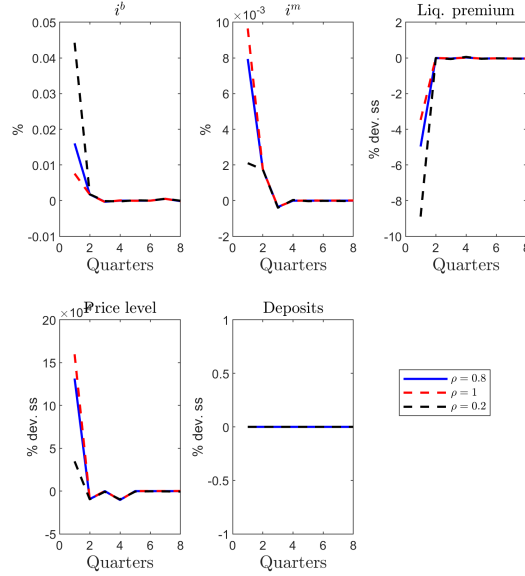 i^b
i^m
Liq. premium
0.05
0.04
0.03
0.02
0.01
0
-0.01
%
0 2 4 6 8
Quarters
10 × 10^-3
8
6
4
2
0
-2
%
0 2 4 6 8
Quarters
2
0
-2
-4
-6
-8
-10
% dev. ss
0 4 8
Quarters
Price level
Deposits
20 × 10
15
10
5
0
-5
% dev. ss
0 2 4 6 8
Quarters
1
0.5
0
-0.5
-1
% dev. ss
0 2 4 6 8
Quarters
ρ = 0.8
ρ = 1
ρ = 0.2